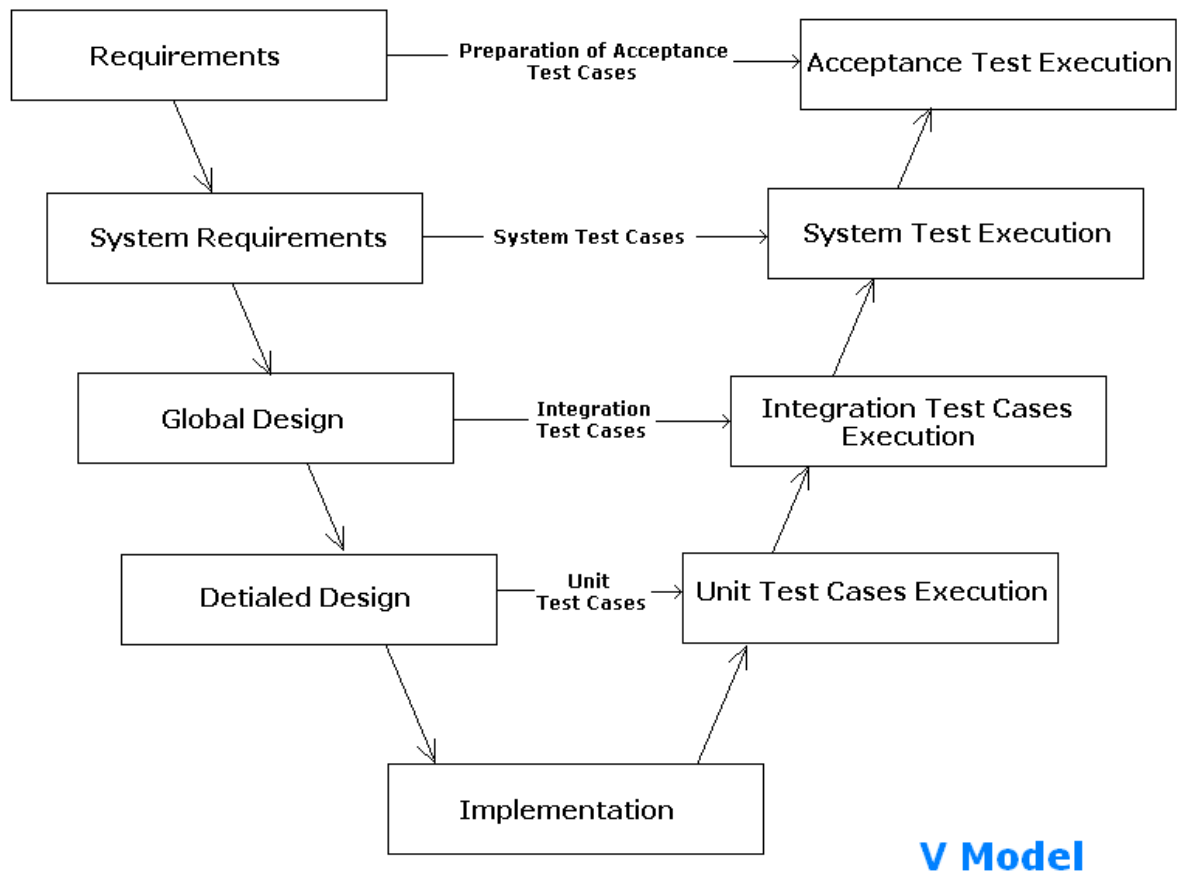 Requirements
Preparation of Acceptance
Test Cases
Acceptance Test Execution
System Requirements
System Test Cases
System Test Execution
Global Design
Integration
Test Cases
Integration Test Cases
Execution
Detialed Design
Unit
Test Cases
Unit Test Cases Execution
Implementation
V Model